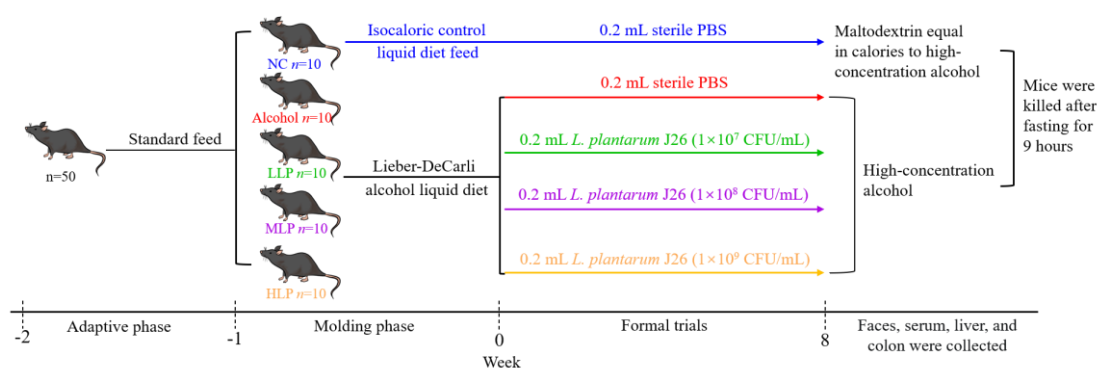 Isocaloric control
liquid diet feed
0.2 mL sterile PBS
Maltodextrin equal
in calories to high-
concentration alcohol
NC n=10
0.2 mL sterile PBS
Alcohol n=10
Mice were
killed after
fasting for
9 hours
Standard feed
n=50
0.2 mL L. plantarum J26 (1×10⁷ CFU/mL)
LLP n=10
Lieber-DeCarli
alcohol liquid diet
High-concentration
alcohol
0.2 mL L. plantarum J26 (1×10⁸ CFU/mL)
MLP n=10
0.2 mL L. plantarum J26 (1×10⁹ CFU/mL)
HLP n=10
Adaptive phase
Molding phase
Formal trials
Faces, serum, liver, and
colon were collected
-2
-1
0
8
Week